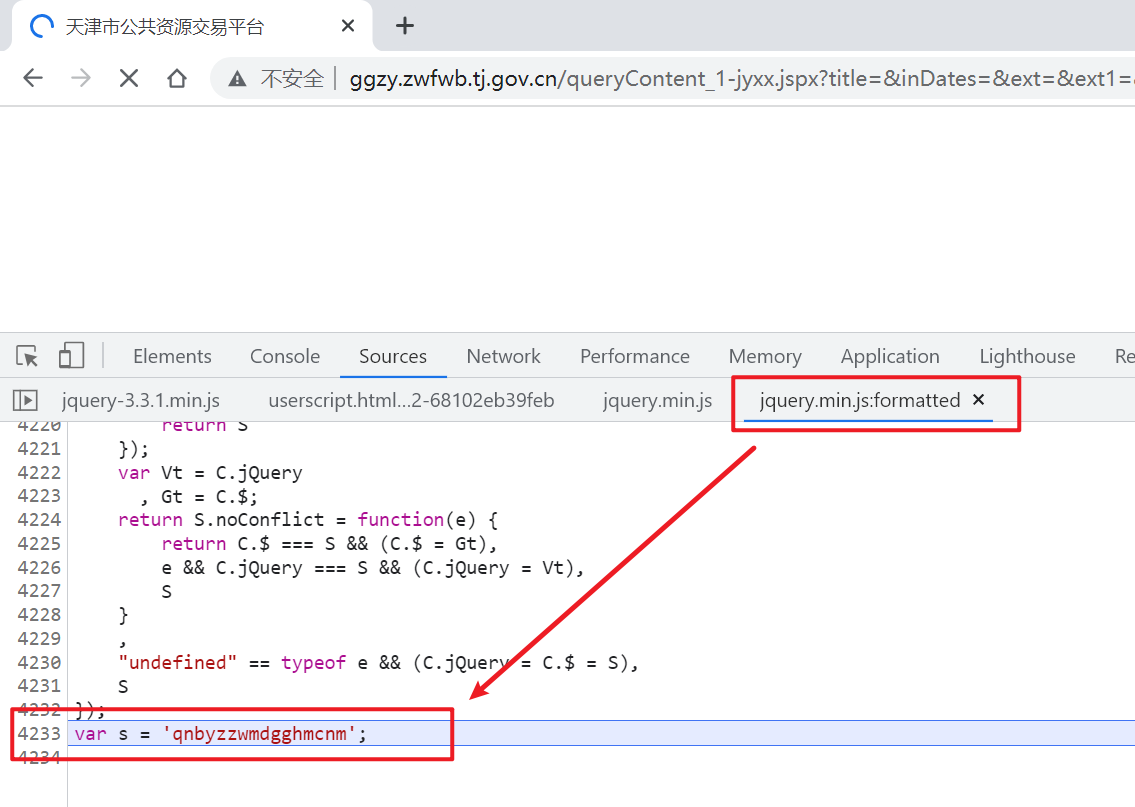 天津市公共资源交易平台
不安全 ggzy.zwfwb.tj.gov.cn/queryContent_1-jyxx.jspx?title=&inDates=&ext=&ext1=
Elements Console Sources Network Performance Memory Application Lighthouse Re
jquery-3.3.1.min.js userscript.html...2-68102eb39feb jquery.min.js jquery.min.js:formatted
4220 return S
4221 });
4222 var Vt = C.jQuery
4223 , Gt = C.$;
4224 return S.noConflict = function(e) {
4225 return C.$ === S && (C.$ = Gt),
4226 e && C.jQuery === S && (C.jQuery = Vt),
4227 S
4228 }
4229 ,
4230 "undefined" == typeof e && (C.jQuery = C.$ = S),
4231 S
4232 });
4233 var s = 'qnbyzzwmdgghmcnm';
4234